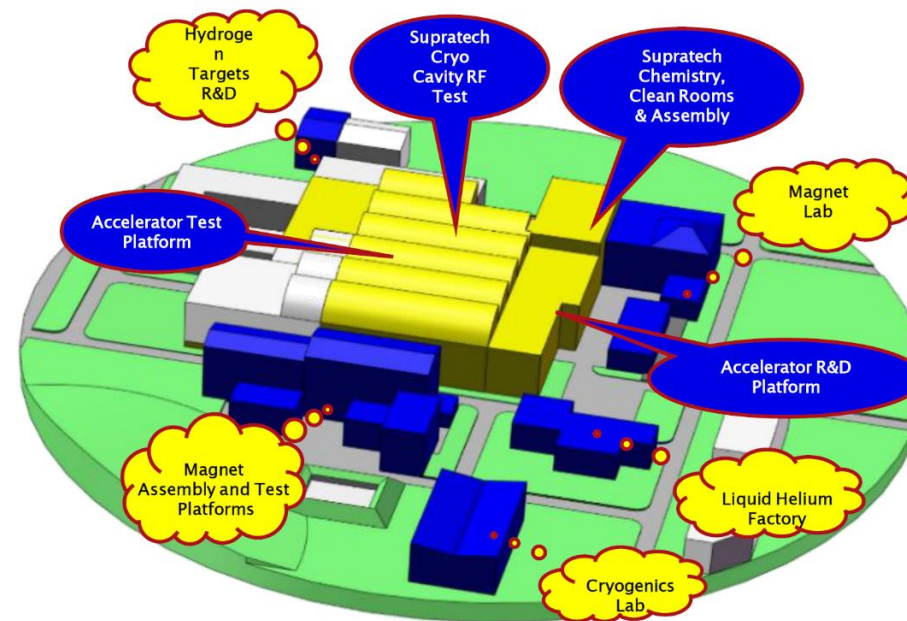 Hydroge
n
Targets
R&D
Supratech
Cryo
Cavity RF
Test
Supratech
Chemistry,
Clean Rooms
& Assembly
Magnet
Lab
Accelerator Test
Platform
Accelerator R&D
Platform
Magnet
Assembly and Test
Platforms
Liquid Helium
Factory
Cryogenics
Lab